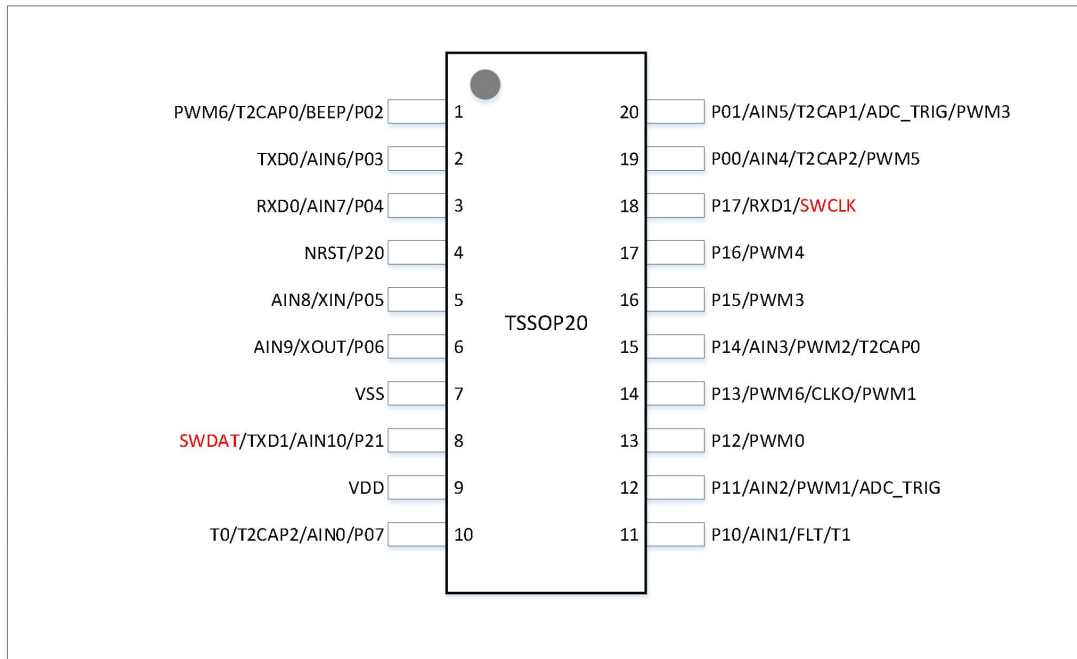 PWM6/T2CAP0/BEEP/P02 1 20 P01/AIN5/T2CAP1/ADC_TRIG/PWM3
TXD0/AIN6/P03 2 19 P00/AIN4/T2CAP2/PWM5
RXD0/AIN7/P04 3 18 P17/RXD1/SWCLK
NRST/P20 4 17 P16/PWM4
AIN8/XIN/P05 5 16 P15/PWM3
TSSOP20
AIN9/XOUT/P06 6 15 P14/AIN3/PWM2/T2CAP0
VSS 7 14 P13/PWM6/CLKO/PWM1
SWDAT/TXD1/AIN10/P21 8 13 P12/PWM0
VDD 9 12 P11/AIN2/PWM1/ADC_TRIG
T0/T2CAP2/AIN0/P07 10 11 P10/AIN1/FLT/T1